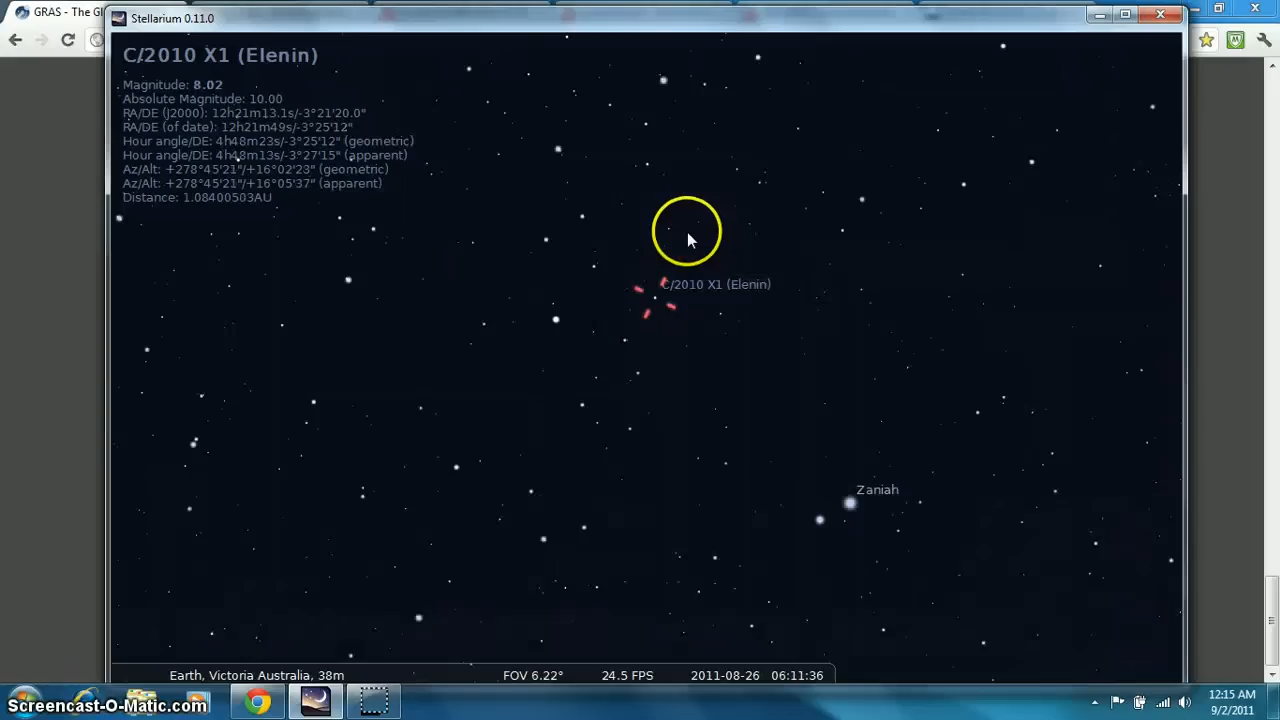 GRAS - The Gl
Stellarium 0.11.0
C/2010 X1 (Elenin)
Magnitude: 8.02
Absolute Magnitude: 10.00
RA/DE (J2000): 12h21m13.1s/-3°21'20.0"
RA/DE (of date): 12h21m49s/-3°25'12"
Hour angle/DE: 4h48m23s/-3°25'12" (geometric)
Hour angle/DE: 4h48m13s/-3°27'15" (apparent)
Az/Alt: +278°45'21"/+16°02'23" (geometric)
Az/Alt: +278°45'21"/+16°05'37" (apparent)
Distance: 1.08400503AU
C/2010 X1 (Elenin)
Zaniah
Earth, Victoria Australia, 38m FOV 6.22° 24.5 FPS 2011-08-26 06:11:36
Screencast-O-Matic.com
12:15 AM
9/2/2011